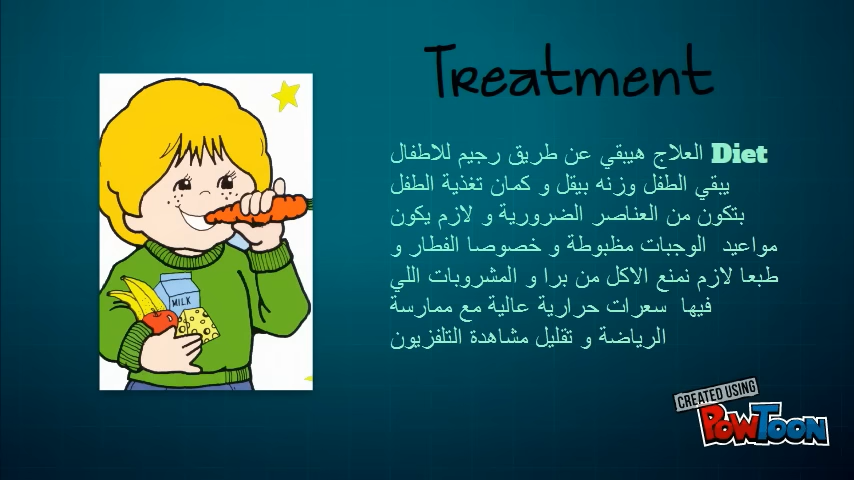 Treatment
Diet العلاج هيبقي عن طريق رجيم للاطفال
يبقي الطفل وزنه بيقل و كمان تغذية الطفل
بتكون من العناصر الضرورية و لازم يكون
مواعيد الوجبات مظبوطة و خصوصا الفطار و
طبعا لازم نمنع الاكل من برا و المشروبات اللي
فيها سعرات حرارية عالية مع ممارسة
الرياضة و تقليل مشاهدة التلفزيون
MILK
CREATED USING
POWTOON